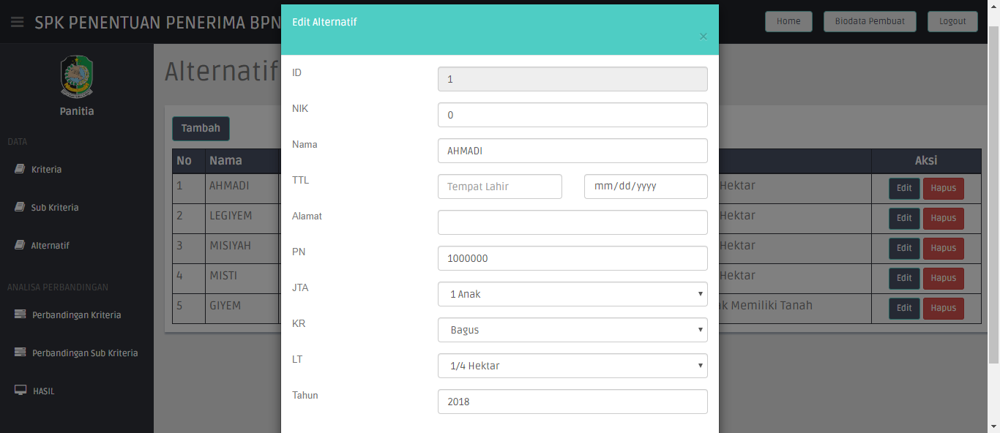 SPK PENENTUAN PENERIMA BPN
Home
Biodata Pembuat
Logout
Panitia
DATA
Kriteria
Sub Kriteria
Alternatif
ANALISA PERBANDINGAN
Perbandingan Kriteria
Perbandingan Sub Kriteria
HASIL
Alternatif
Tambah
No Nama Aksi
1 AHMADI Hektar Edit Hapus
2 LEGIYEM Hektar Edit Hapus
3 MISIYAH Hektar Edit Hapus
4 MISTI Hektar Edit Hapus
5 GIYEM ak Memiliki Tanah Edit Hapus
Edit Alternatif
×
ID 1
NIK 0
Nama AHMADI
TTL Tempat Lahir mm/dd/yyyy
Alamat
PN 1000000
JTA 1 Anak
KR Bagus
LT 1/4 Hektar
Tahun 2018